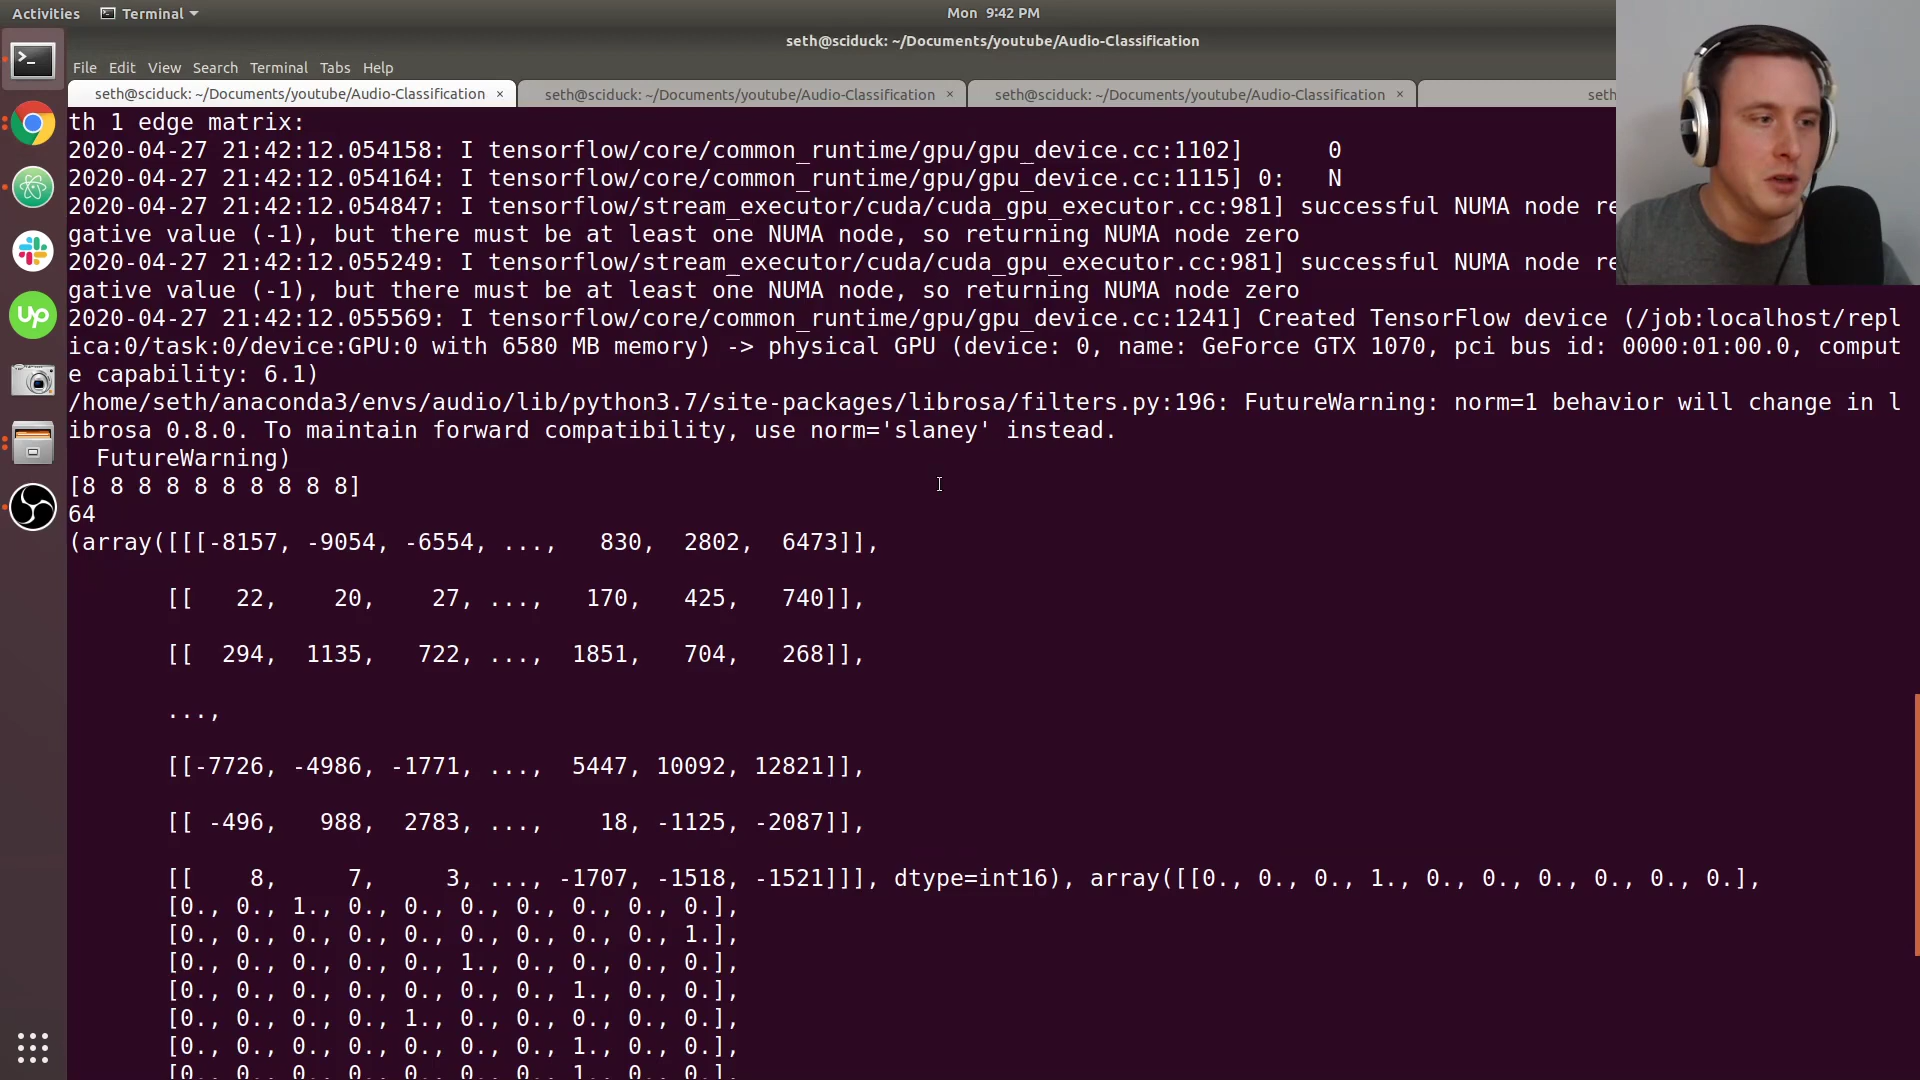 Activities Terminal Mon 9:42 PM
seth@sciduck: ~/Documents/youtube/Audio-Classification
File Edit View Search Terminal Tabs Help
seth@sciduck: ~/Documents/youtube/Audio-Classification × seth@sciduck: ~/Documents/youtube/Audio-Classification × seth@sciduck: ~/Documents/youtube/Audio-Classification × seth
th 1 edge matrix:
2020-04-27 21:42:12.054158: I tensorflow/core/common_runtime/gpu/gpu_device.cc:1102]      0
2020-04-27 21:42:12.054164: I tensorflow/core/common_runtime/gpu/gpu_device.cc:1115] 0:   N
2020-04-27 21:42:12.054847: I tensorflow/stream_executor/cuda/cuda_gpu_executor.cc:981] successful NUMA node re
gative value (-1), but there must be at least one NUMA node, so returning NUMA node zero
2020-04-27 21:42:12.055249: I tensorflow/stream_executor/cuda/cuda_gpu_executor.cc:981] successful NUMA node re
gative value (-1), but there must be at least one NUMA node, so returning NUMA node zero
2020-04-27 21:42:12.055569: I tensorflow/core/common_runtime/gpu/gpu_device.cc:1241] Created TensorFlow device (/job:localhost/repl
ica:0/task:0/device:GPU:0 with 6580 MB memory) -> physical GPU (device: 0, name: GeForce GTX 1070, pci bus id: 0000:01:00.0, comput
e capability: 6.1)
/home/seth/anaconda3/envs/audio/lib/python3.7/site-packages/librosa/filters.py:196: FutureWarning: norm=1 behavior will change in l
ibrosa 0.8.0. To maintain forward compatibility, use norm='slaney' instead.
  FutureWarning)
[8 8 8 8 8 8 8 8 8 8]
64
(array([[[-8157, -9054, -6554, ...,   830,  2802,  6473]],
[[   22,    20,    27, ...,   170,   425,   740]],
[[  294,  1135,   722, ...,  1851,   704,   268]],
...,
[[-7726, -4986, -1771, ...,  5447, 10092, 12821]],
[[ -496,   988,  2783, ...,    18, -1125, -2087]],
[[    8,     7,     3, ..., -1707, -1518, -1521]]], dtype=int16), array([[0., 0., 0., 1., 0., 0., 0., 0., 0., 0.],
[0., 0., 1., 0., 0., 0., 0., 0., 0., 0.],
[0., 0., 0., 0., 0., 0., 0., 0., 0., 1.],
[0., 0., 0., 0., 0., 1., 0., 0., 0., 0.],
[0., 0., 0., 0., 0., 0., 0., 1., 0., 0.],
[0., 0., 0., 0., 1., 0., 0., 0., 0., 0.],
[0., 0., 0., 0., 0., 0., 0., 1., 0., 0.],
[0., 0., 0., 0., 0., 0., 0., 1., 0., 0.],
up